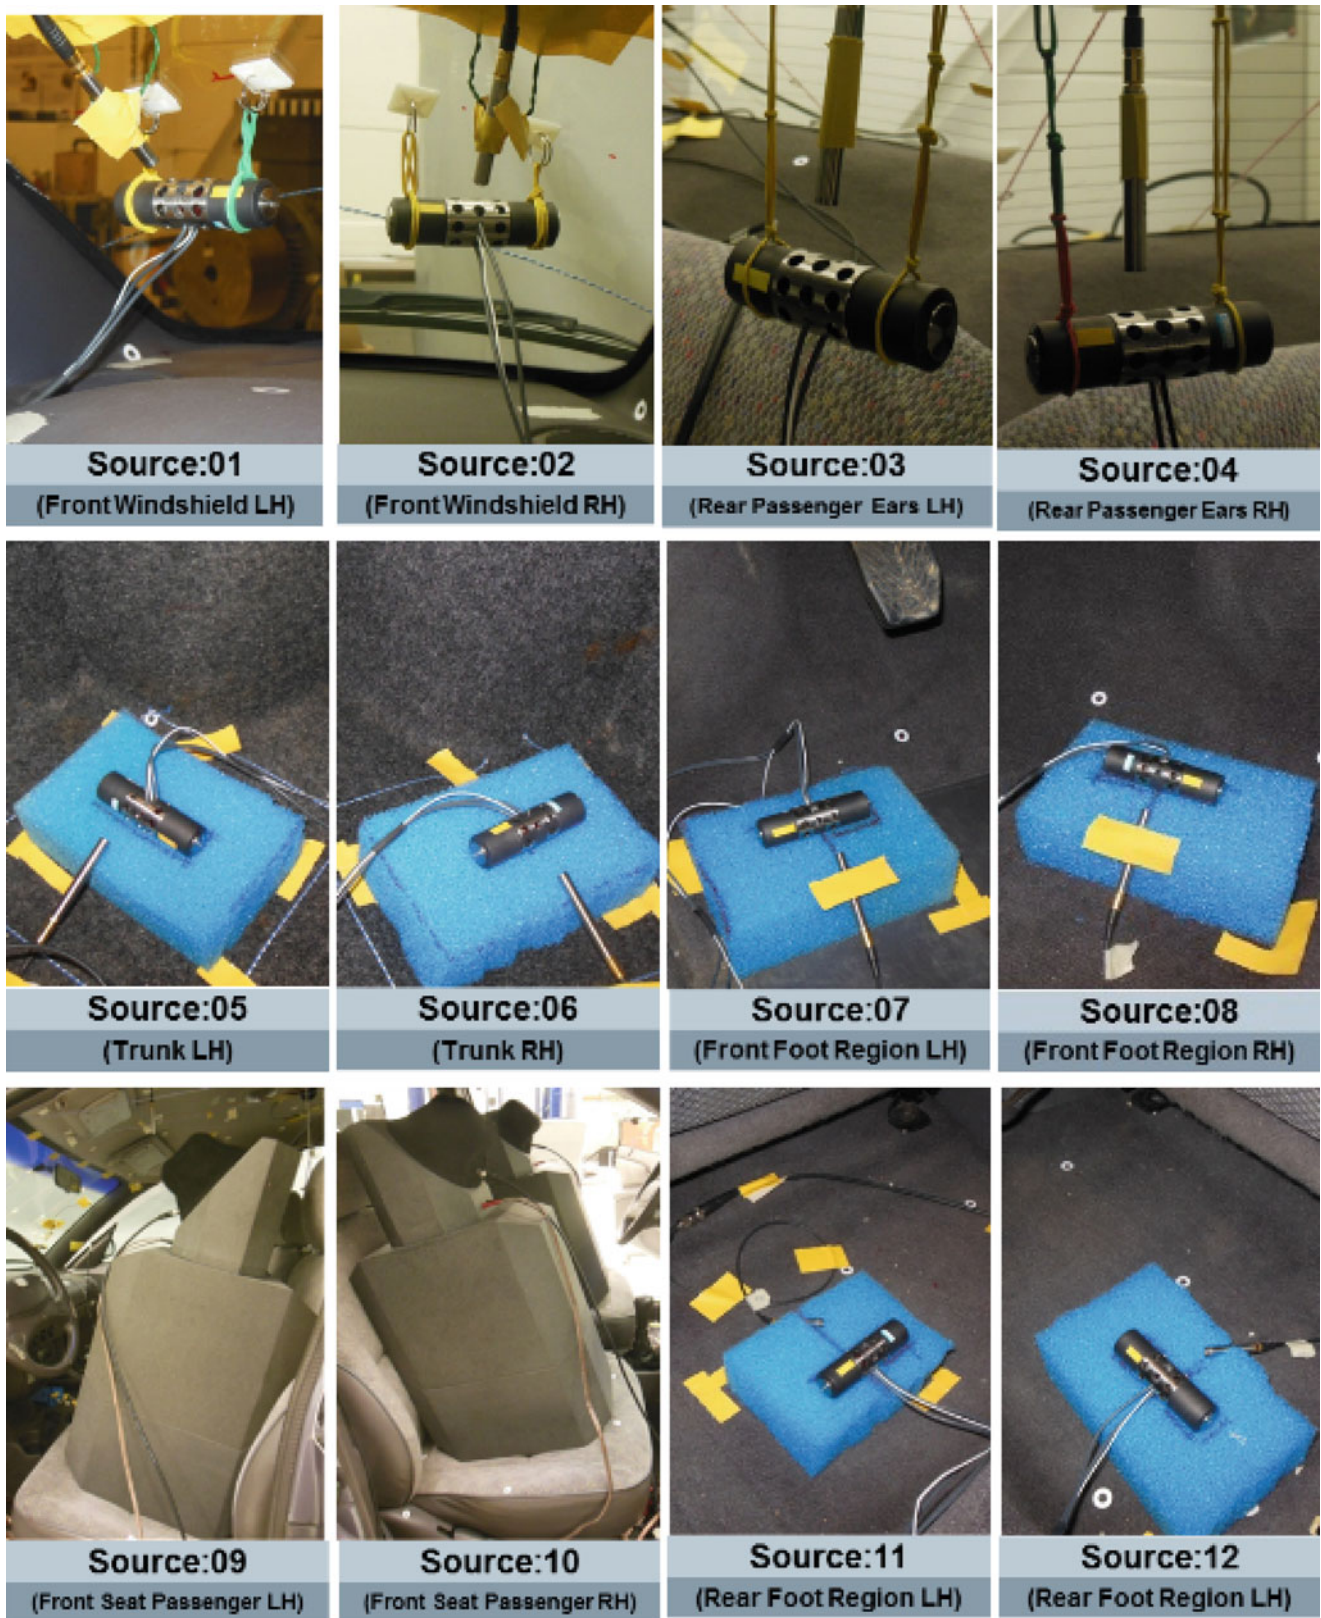 Source:01
(Front Windshield LH)
Source:02
(Front Windshield RH)
Source:03
(Rear Passenger Ears LH)
Source:04
(Rear Passenger Ears RH)
Source:05
(Trunk LH)
Source:06
(Trunk RH)
Source:07
(Front Foot Region LH)
Source:08
(Front Foot Region RH)
Source:09
(Front Seat Passenger LH)
Source:10
(Front Seat Passenger RH)
Source:11
(Rear Foot Region LH)
Source:12
(Rear Foot Region LH)